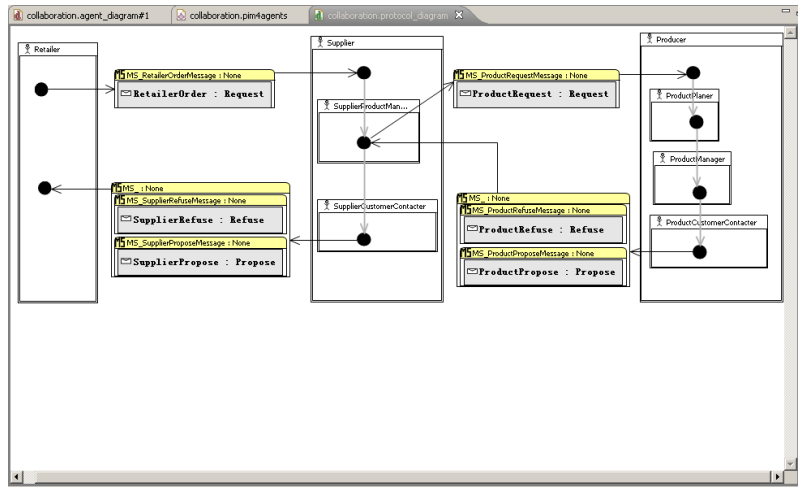 collaboration.agent_diagram#1
collaboration.pim4agents
collaboration.protocol_diagram
Retailer
MS_RetailerOrderMessage : None
RetailerOrder : Request
Supplier
MS_ProductRequestMessage : None
ProductRequest : Request
Producer
SupplierProductMan...
ProductPlaner
ProductManager
MS_ : None
MS_SupplierRefuseMessage : None
SupplierRefuse : Refuse
MS_SupplierProposeMessage : None
SupplierPropose : Propose
SupplierCustomerContacter
MS_ : None
MS_ProductRefuseMessage : None
ProductRefuse : Refuse
MS_ProductProposeMessage : None
ProductPropose : Propose
ProductCustomerContacter